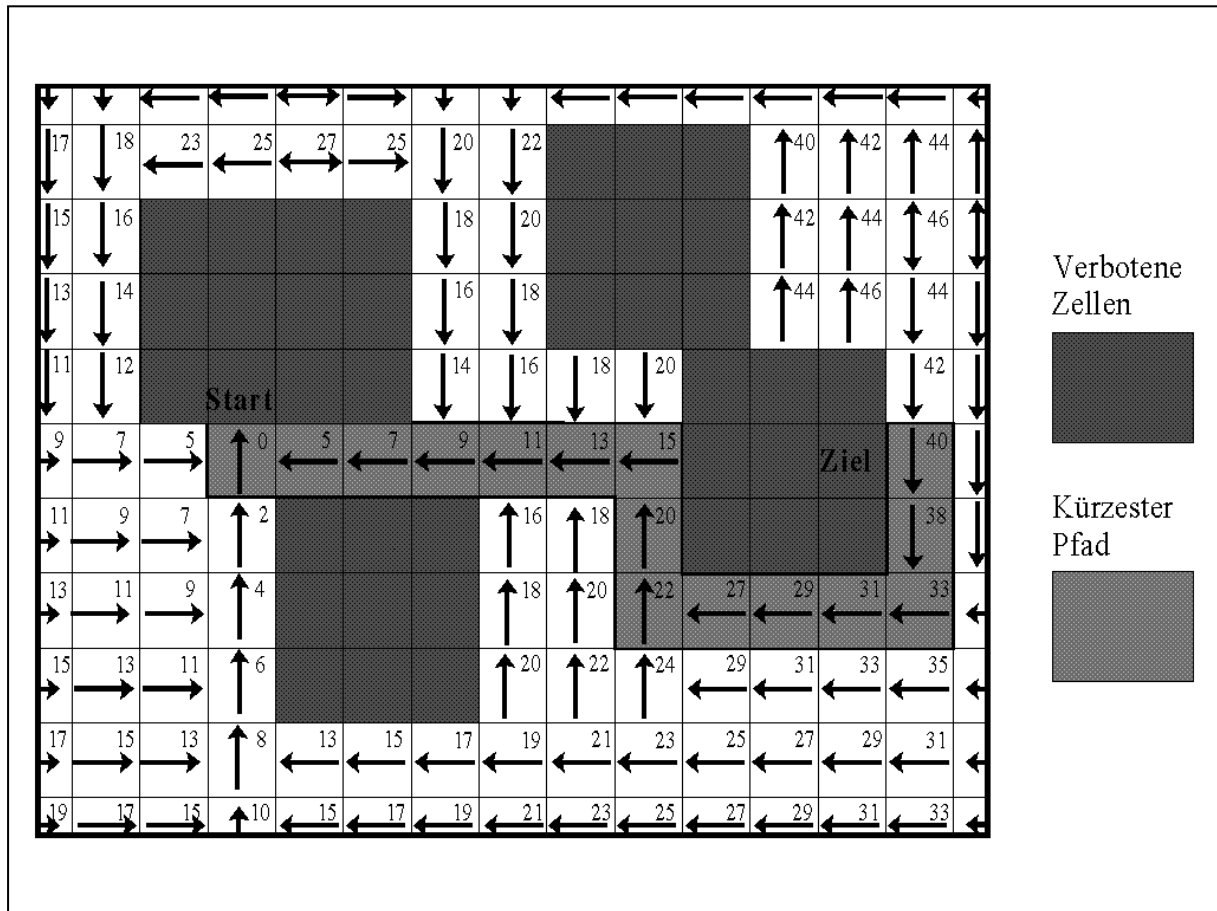 17 18 23 25 27 25 20 22 40 42 44
15 16 18 20 42 44 46
13 14 16 18 44 46 44
11 12 14 16 18 20 42
Start
9 7 5 0 5 7 9 11 13 15 Ziel 40
11 9 7 2 16 18 20 38
13 11 9 4 18 20 22 27 29 31 33
15 13 11 6 20 22 24 29 31 33 35
17 15 13 8 13 15 17 19 21 23 25 27 29 31
19 17 15 10 15 17 19 21 23 25 27 29 31 33
Verbotene
Zellen
Kürzester
Pfad